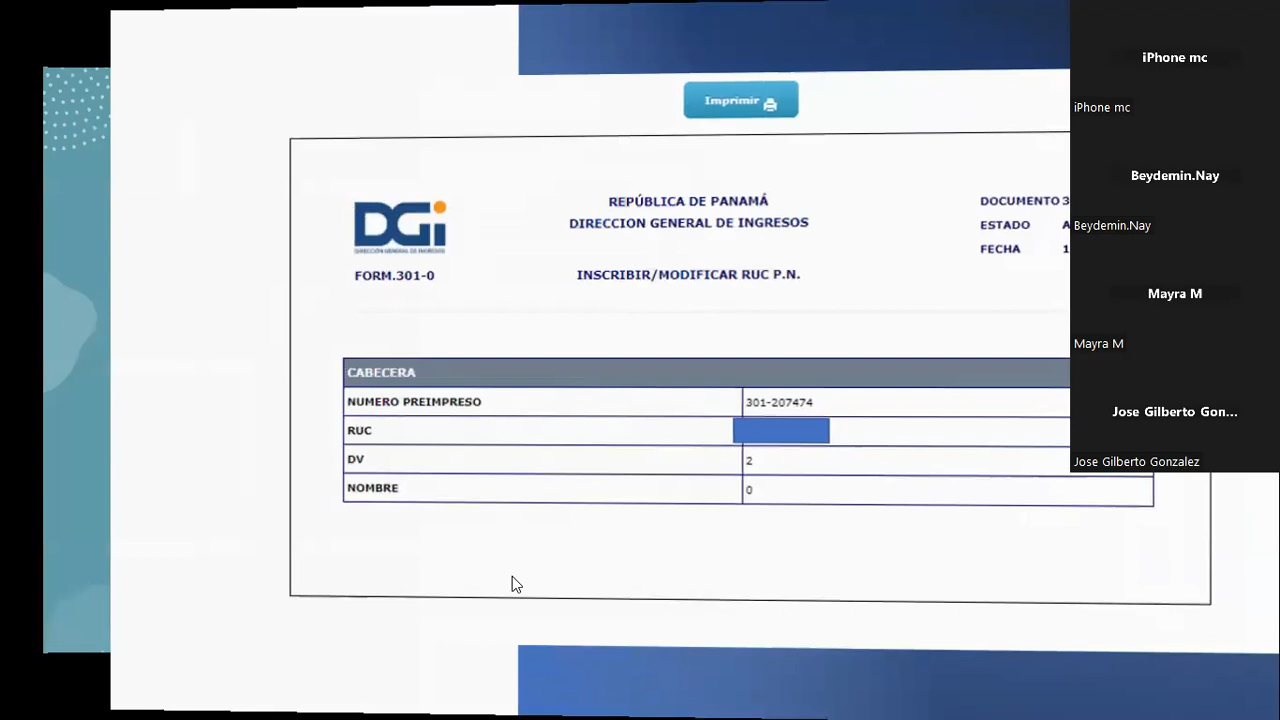 Imprimir
DGi
DIRECCIÓN GENERAL DE INGRESOS
FORM.301-0
REPÚBLICA DE PANAMÁ
DIRECCION GENERAL DE INGRESOS
INSCRIBIR/MODIFICAR RUC P.N.
DOCUMENTO 3
ESTADO A
FECHA 1
CABECERA
NUMERO PREIMPRESO 301-207474
RUC
DV 2
NOMBRE 0
iPhone mc
iPhone mc
Beydemin.Nay
Beydemin.Nay
Mayra M
Mayra M
Jose Gilberto Gon...
Jose Gilberto Gonzalez